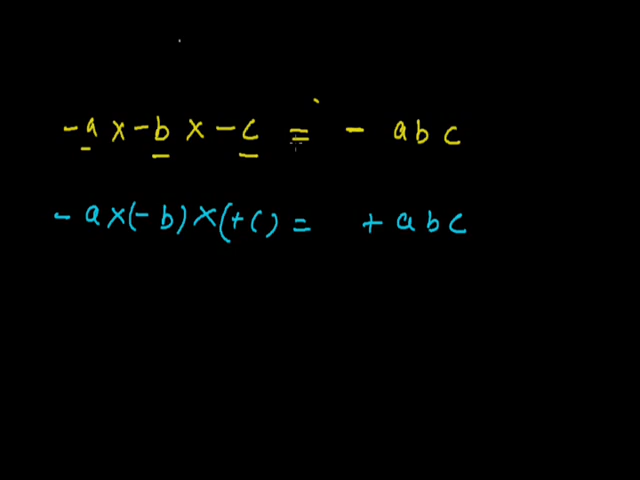 -a x -b x -c = - abc
- a x (-b) x (+c) = + abc